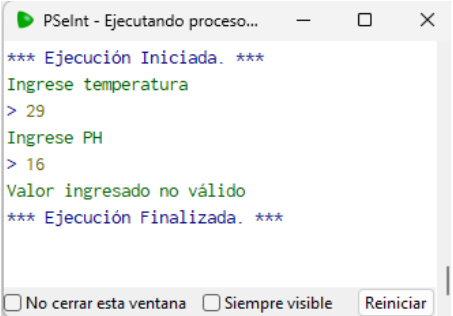 PSeInt - Ejecutando proceso...
*** Ejecución Iniciada. ***
Ingrese temperatura
> 29
Ingrese PH
> 16
Valor ingresado no válido
*** Ejecución Finalizada. ***
No cerrar esta ventana Siempre visible Reiniciar